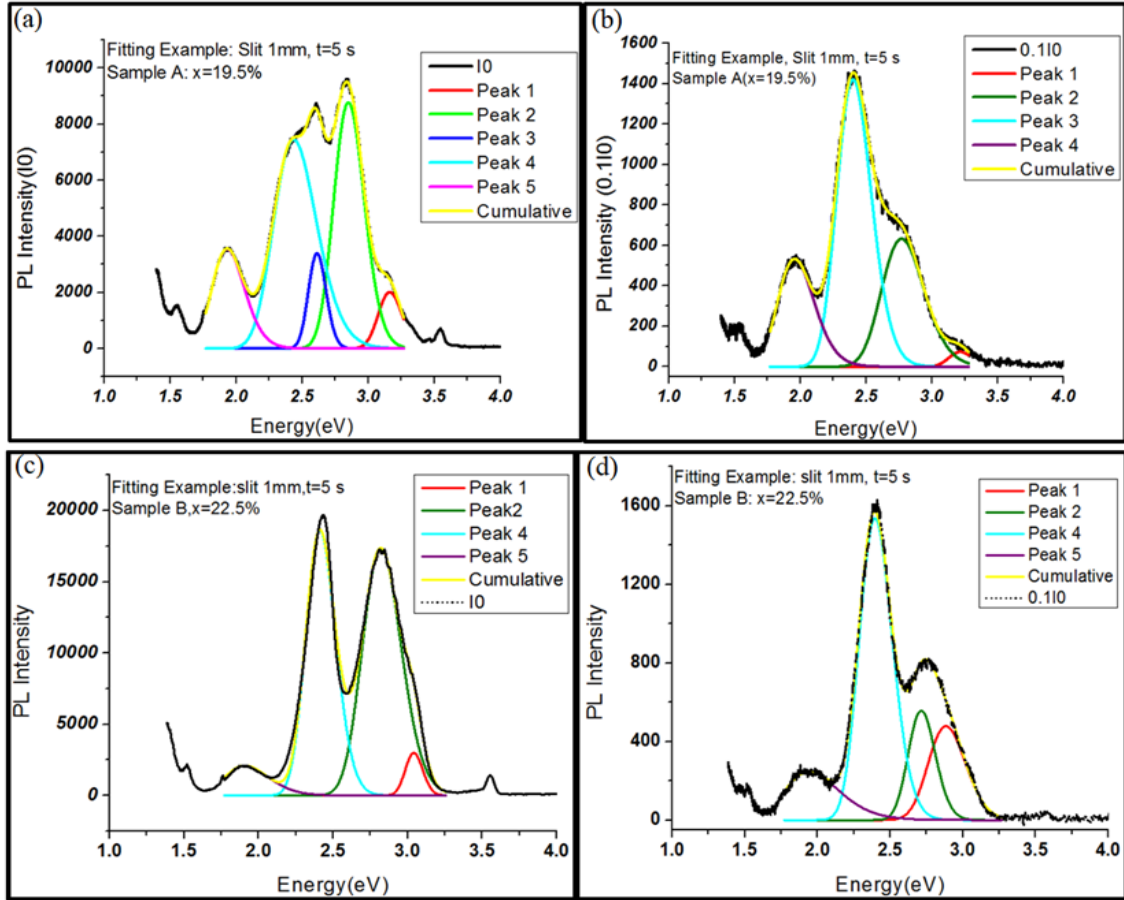 (a)
Fitting Example: Slit 1mm, t=5 s
Sample A: x=19.5%
I0
Peak 1
Peak 2
Peak 3
Peak 4
Peak 5
Cumulative
PL Intensity(I0)
10000
8000
6000
4000
2000
0
1.0 1.5 2.0 2.5 3.0 3.5 4.0
Energy(eV)
(b)
Fitting Example, Slit 1mm, t=5 s
Sample A(x=19.5%)
0.1I0
Peak 1
Peak 2
Peak 3
Peak 4
Cumulative
PL Intensity (0.1I0)
1600
1400
1200
1000
800
600
400
200
0
1.0 1.5 2.0 2.5 3.0 3.5 4.0
Energy(eV)
(c)
Fitting Example:slit 1mm,t=5 s
Sample B,x=22.5%
Peak 1
Peak2
Peak 4
Peak 5
Cumulative
I0
PL Intensity
20000
15000
10000
5000
0
1.0 1.5 2.0 2.5 3.0 3.5 4.0
Energy(eV)
(d)
Fitting Example: slit 1mm, t=5 s
Sample B: x=22.5%
Peak 1
Peak 2
Peak 4
Peak 5
Cumulative
0.1I0
PL Intensity
1600
1200
800
400
0
1.0 1.5 2.0 2.5 3.0 3.5 4.0
Energy(eV)